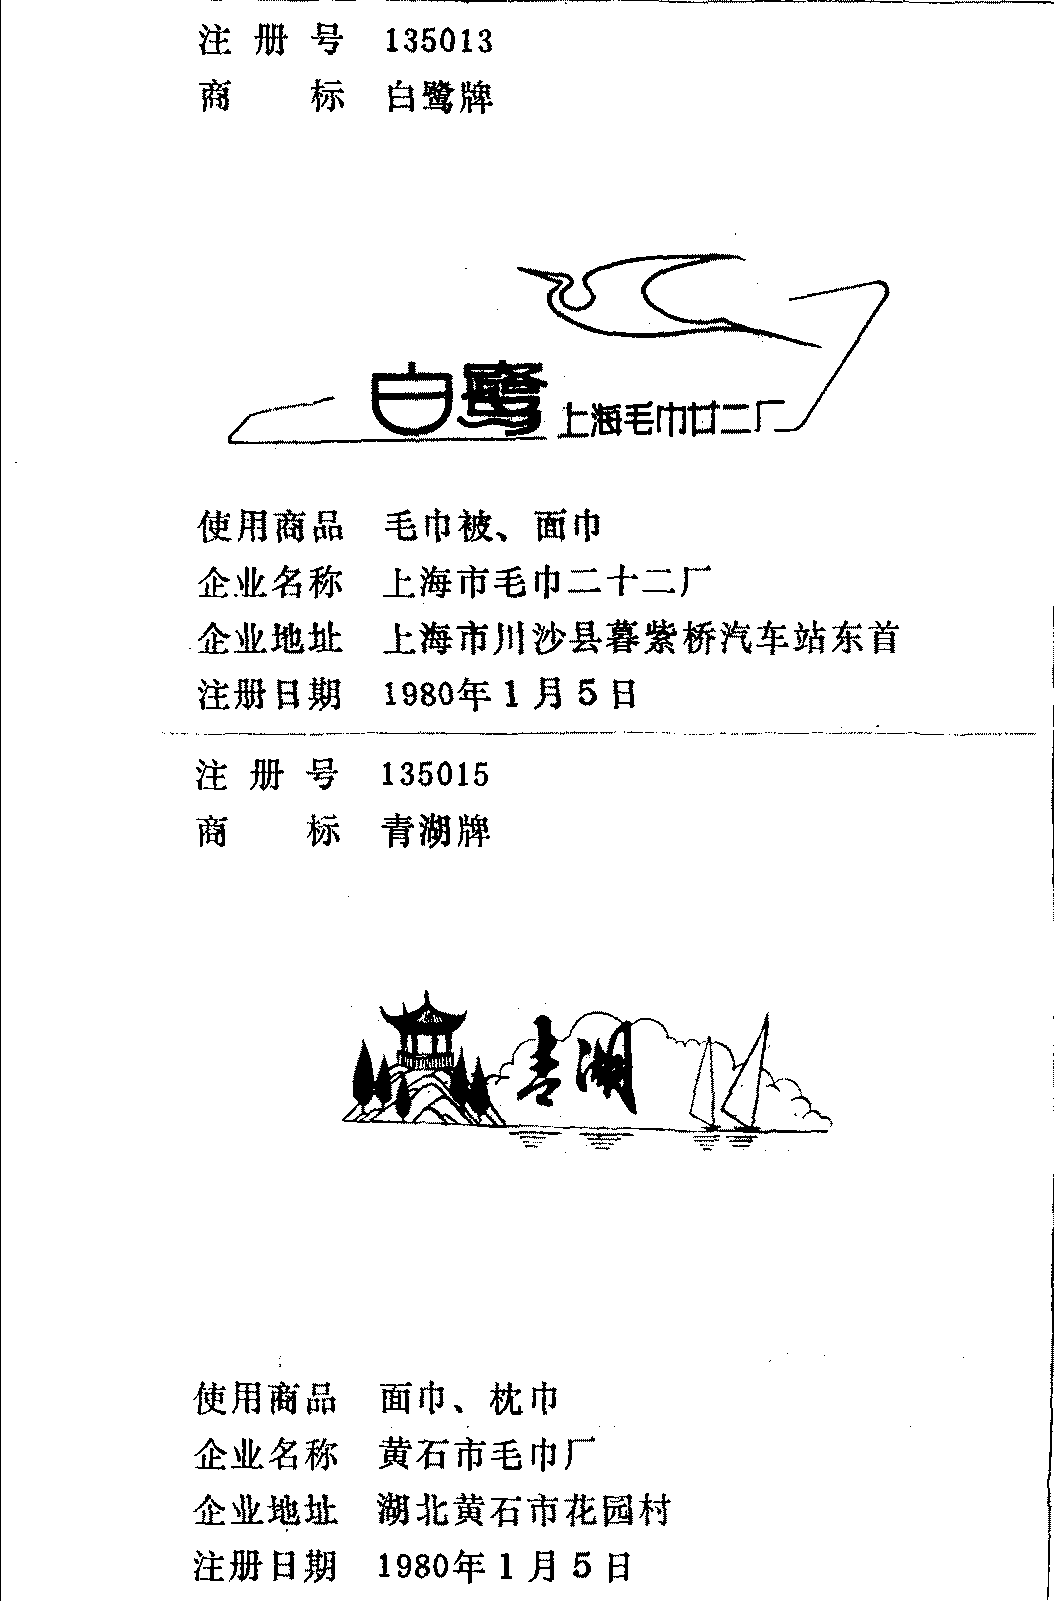 注册号 135013
商标 白鹭牌
白鹭 上海毛巾廿二厂
使用商品 毛巾被、面巾
企业名称 上海市毛巾二十二厂
企业地址 上海市川沙县暮紫桥汽车站东首
注册日期 1980年1月5日
注册号 135015
商标 青湖牌
青湖
使用商品 面巾、枕巾
企业名称 黄石市毛巾厂
企业地址 湖北黄石市花园村
注册日期 1980年1月5日